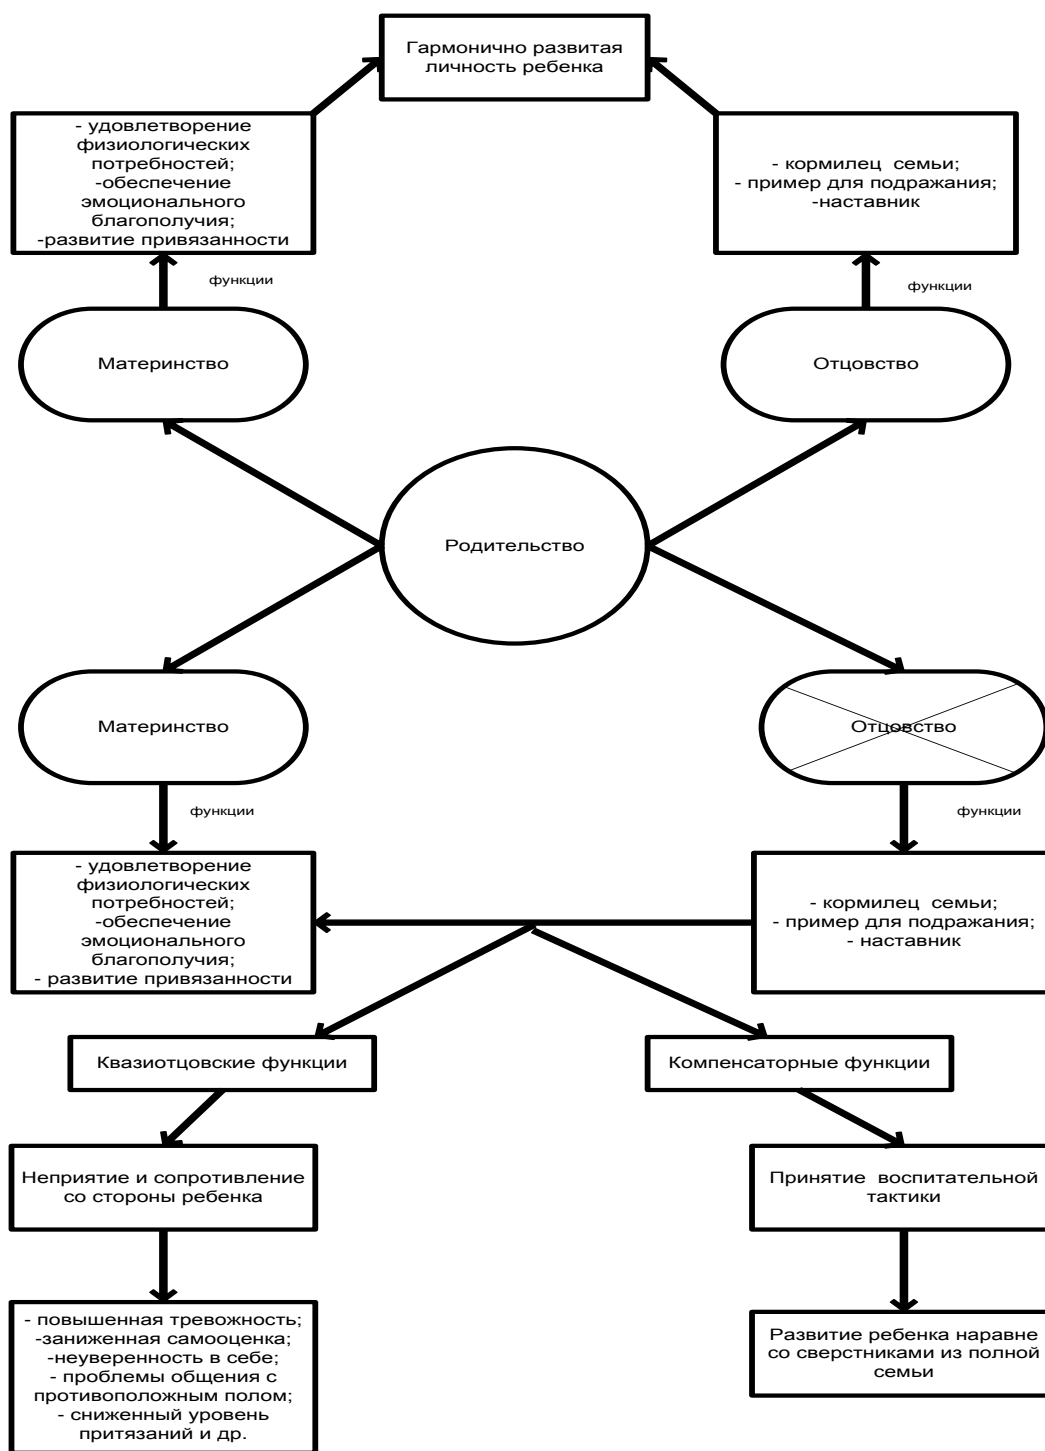 Гармонично развитая
личность ребенка
- удовлетворение
физиологических
потребностей;
-обеспечение
эмоционального
благополучия;
-развитие привязанности
- кормилец  семьи;
- пример для подражания;
-наставник
функции
функции
Материнство
Отцовство
Родительство
Материнство
Отцовство
функции
функции
- удовлетворение
физиологических
потребностей;
-обеспечение
эмоционального
благополучия;
- развитие привязанности
- кормилец  семьи;
- пример для подражания;
- наставник
Квазиотцовские функции
Компенсаторные функции
Неприятие и сопротивление
со стороны ребенка
Принятие  воспитательной
тактики
- повышенная тревожность;
-заниженная самооценка;
-неуверенность в себе;
- проблемы общения с
противоположным полом;
- сниженный уровень
притязаний и др.
Развитие ребенка наравне
со сверстниками из полной
семьи